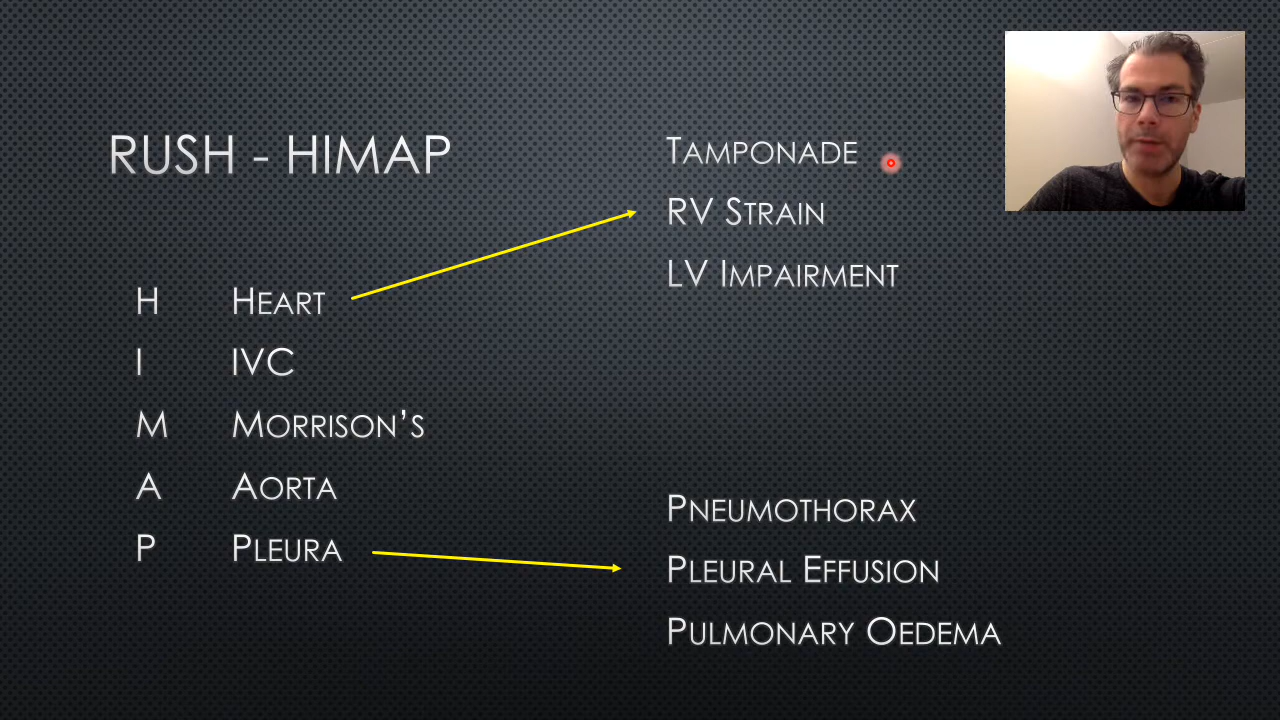 RUSH - HIMAP
H Heart
I IVC
M Morrison's
A Aorta
P Pleura
Tamponade
RV Strain
LV Impairment
Pneumothorax
Pleural Effusion
Pulmonary Oedema